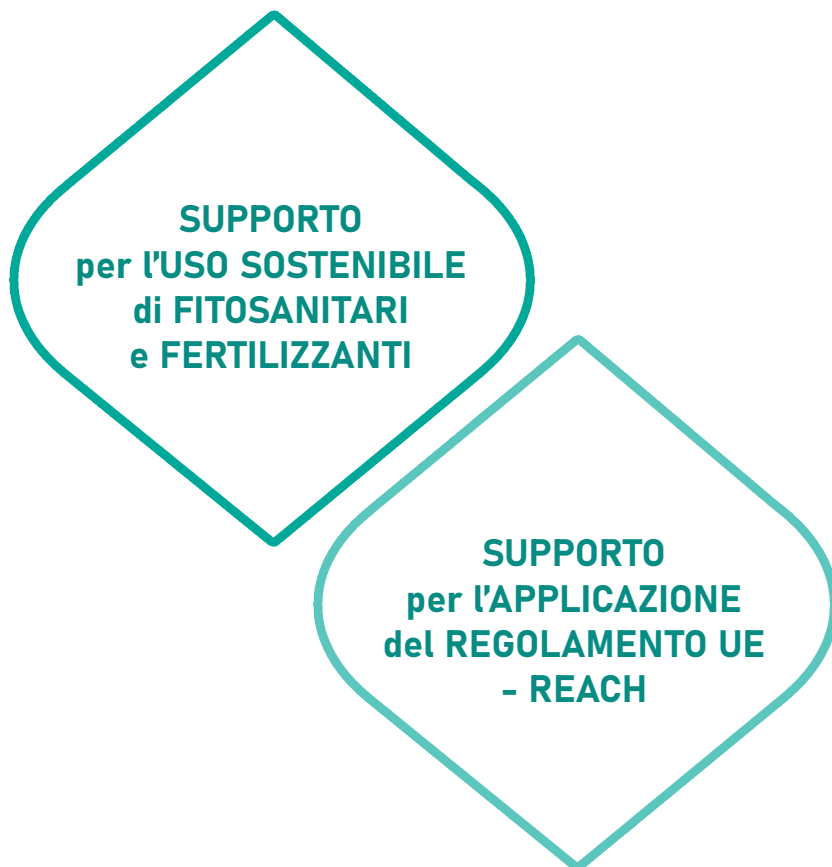 SUPPORTO
per l'USO SOSTENIBILE
di FITOSANITARI
e FERTILIZZANTI
SUPPORTO
per l'APPLICAZIONE
del REGOLAMENTO UE
- REACH